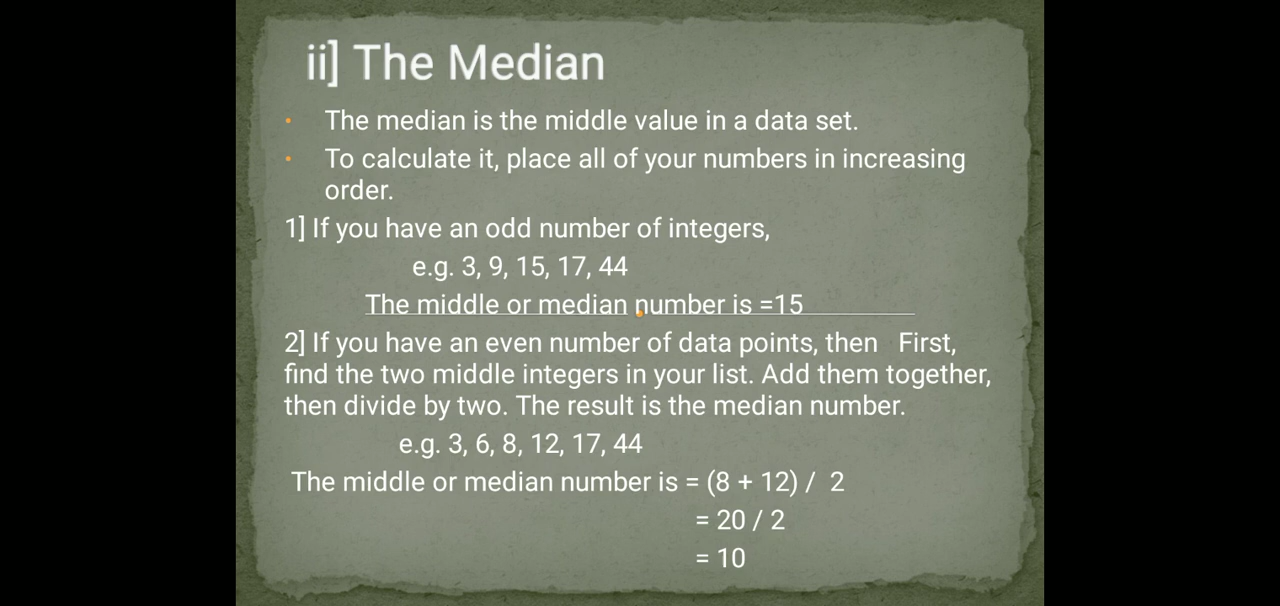 ii] The Median
• The median is the middle value in a data set.
• To calculate it, place all of your numbers in increasing
order.
1] If you have an odd number of integers,
e.g. 3, 9, 15, 17, 44
The middle or median number is =15
2] If you have an even number of data points, then   First,
find the two middle integers in your list. Add them together,
then divide by two. The result is the median number.
e.g. 3, 6, 8, 12, 17, 44
The middle or median number is = (8 + 12) /  2
= 20 / 2
= 10